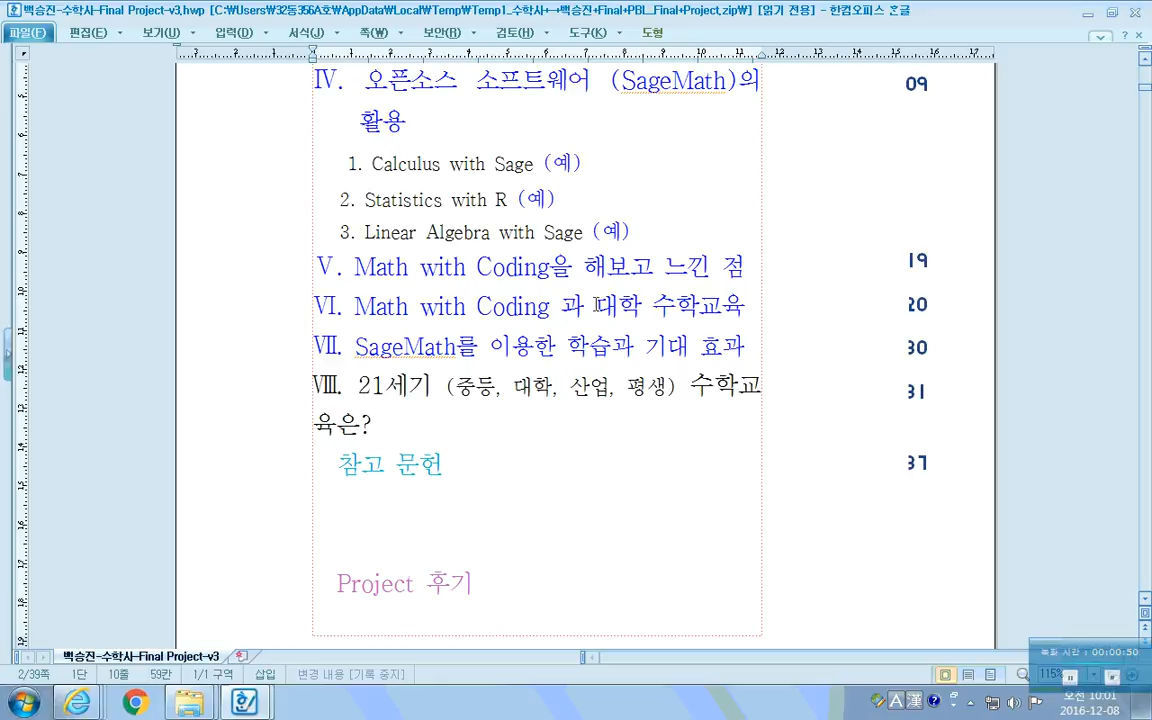 백승진-수학사-Final Project-v3.hwp [C:\Users\32동356A호\AppData\Local\Temp\Temp1_수학사++백승진+Final+PBL_Final+Project.zip\] [읽기 전용] - 한컴오피스 한글
파일(F) 편집(E) 보기(U) 입력(D) 서식(J) 쪽(W) 보안(H) 검토(H) 도구(K) 도형
Ⅳ. 오픈소스 소프트웨어 (SageMath)의 09
활용
1. Calculus with Sage (예)
2. Statistics with R (예)
3. Linear Algebra with Sage (예)
Ⅴ. Math with Coding을 해보고 느낀 점 19
Ⅵ. Math with Coding 과 대학 수학교육 20
Ⅶ. SageMath를 이용한 학습과 기대 효과 30
Ⅷ. 21세기 (중등, 대학, 산업, 평생) 수학교 31
육은?
참고 문헌 37
Project 후기
백승진-수학사-Final Project-v3
2/39쪽 1단 10줄 59칸 1/1 구역 삽입 변경 내용 [기록 중지] 115%
녹화 시간 : 00:00:50
A 漢
오전 10:01
2016-12-08